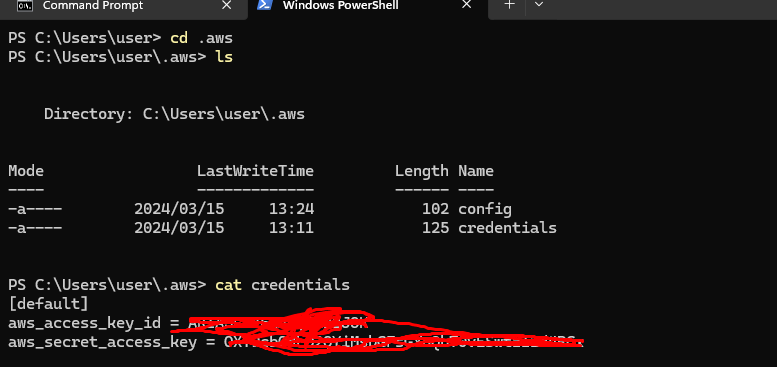 Command Prompt
Windows PowerShell
PS C:\Users\user> cd .aws
PS C:\Users\user\.aws> ls
Directory: C:\Users\user\.aws
Mode LastWriteTime Length Name
---- ------------- ------ ----
-a---- 2024/03/15 13:24 102 config
-a---- 2024/03/15 13:11 125 credentials
PS C:\Users\user\.aws> cat credentials
[default]
aws_access_key_id =
aws_secret_access_key =